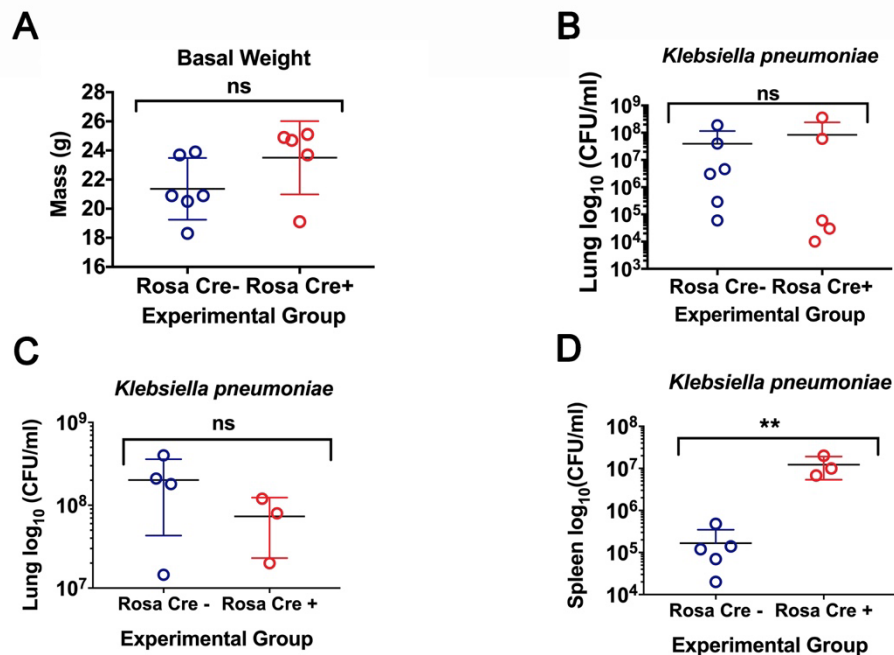 A
Basal Weight
ns
28
26
24
22
20
18
16
Mass (g)
Rosa Cre- Rosa Cre+
Experimental Group
B
Klebsiella pneumoniae
ns
10⁹
10⁸
10⁷
10⁶
10⁵
10⁴
10³
Lung log₁₀ (CFU/ml)
Rosa Cre- Rosa Cre+
Experimental Group
C
Klebsiella pneumoniae
ns
10⁹
10⁸
10⁷
Lung log₁₀ (CFU/ml)
Rosa Cre - Rosa Cre +
Experimental Group
D
Klebsiella pneumoniae
**
10⁸
10⁷
10⁶
10⁵
10⁴
Spleen log₁₀(CFU/ml)
Rosa Cre - Rosa Cre +
Experimental Group